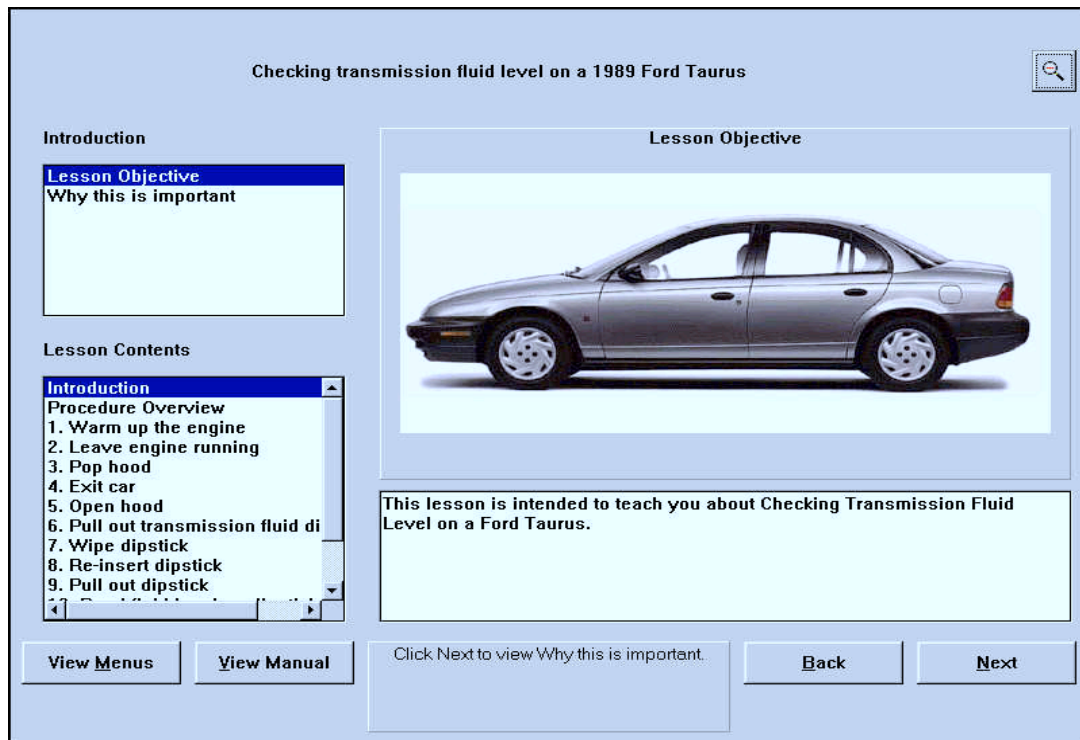 Checking transmission fluid level on a 1989 Ford Taurus
Introduction
Lesson Objective
Why this is important
Lesson Contents
Introduction
Procedure Overview
1. Warm up the engine
2. Leave engine running
3. Pop hood
4. Exit car
5. Open hood
6. Pull out transmission fluid di
7. Wipe dipstick
8. Re-insert dipstick
9. Pull out dipstick
Lesson Objective
This lesson is intended to teach you about Checking Transmission Fluid
Level on a Ford Taurus.
View Menus
View Manual
Click Next to view Why this is important.
Back
Next